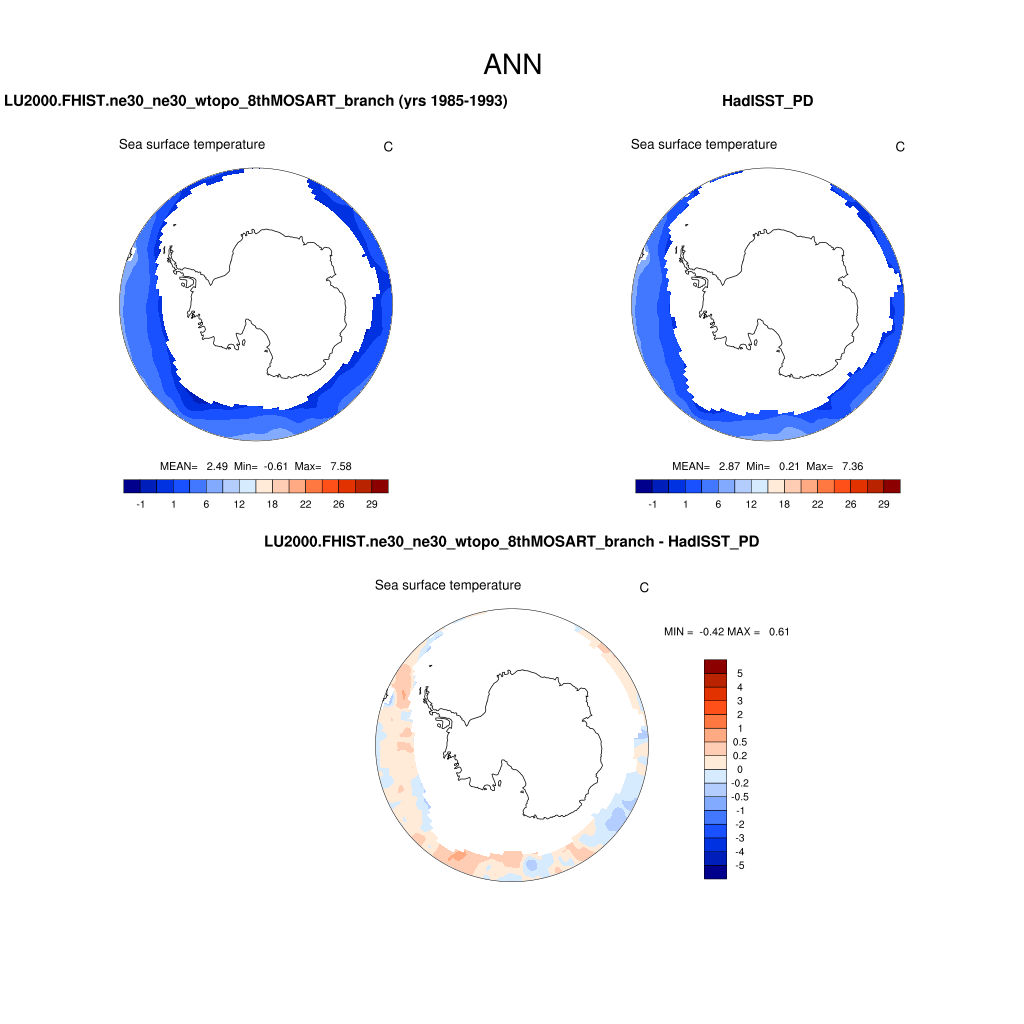 ANN
LU2000.FHIST.ne30_ne30_wtopo_8thMOSART_branch (yrs 1985-1993)
HadISST_PD
Sea surface temperature C
Sea surface temperature C
MEAN= 2.49 Min= -0.61 Max= 7.58
MEAN= 2.87 Min= 0.21 Max= 7.36
-1 1 6 12 18 22 26 29
-1 1 6 12 18 22 26 29
LU2000.FHIST.ne30_ne30_wtopo_8thMOSART_branch - HadISST_PD
Sea surface temperature C
MIN = -0.42 MAX = 0.61
5
4
3
2
1
0.5
0.2
0
-0.2
-0.5
-1
-2
-3
-4
-5